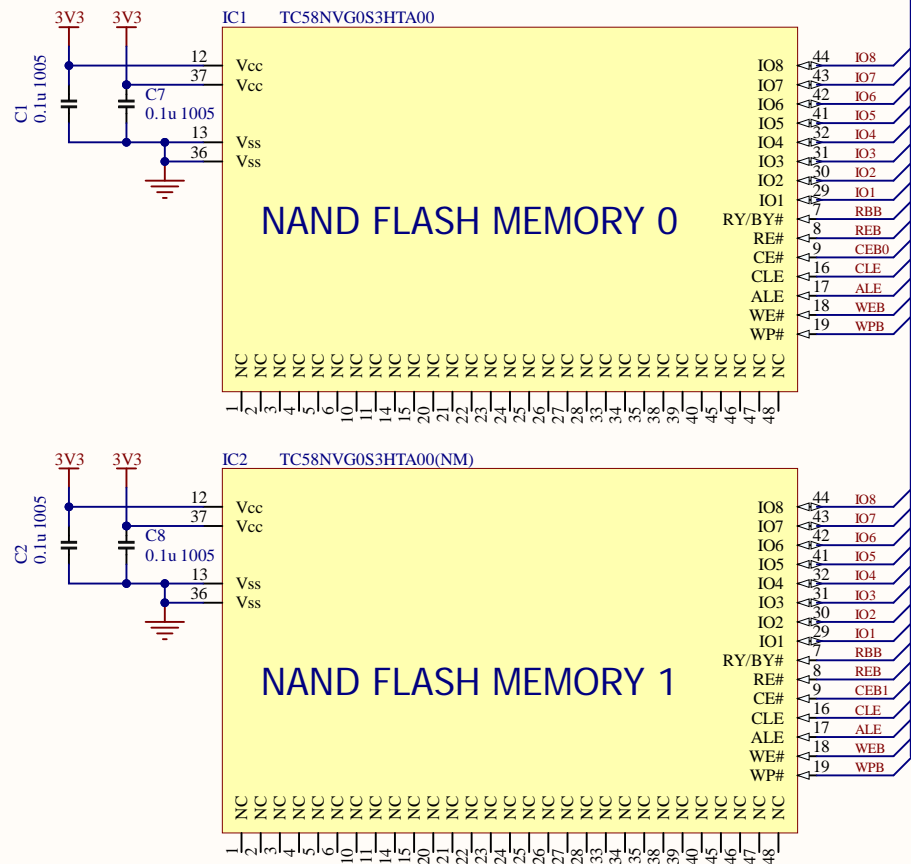 3V3 3V3 IC1 TC58NVG0S3HTA00
12 Vcc IO8 44 IO8
37 Vcc IO7 43 IO7
C1 0.1u 1005 C7 0.1u 1005 IO6 42 IO6
IO5 41 IO5
13 Vss IO4 32 IO4
36 Vss IO3 31 IO3
IO2 30 IO2
IO1 29 IO1
NAND FLASH MEMORY 0 RY/BY# 7 RBB
RE# 8 REB
CE# 9 CEB0
CLE 16 CLE
ALE 17 ALE
WE# 18 WEB
WP# 19 WPB
NC NC NC NC NC NC NC NC NC NC NC NC NC NC NC NC NC NC NC NC NC NC NC NC NC NC NC NC NC
1 2 3 4 5 6 10 11 14 15 20 21 22 23 24 25 26 27 28 33 34 35 38 39 40 45 46 47 48
3V3 3V3 IC2 TC58NVG0S3HTA00(NM)
12 Vcc IO8 44 IO8
37 Vcc IO7 43 IO7
C2 0.1u 1005 C8 0.1u 1005 IO6 42 IO6
IO5 41 IO5
13 Vss IO4 32 IO4
36 Vss IO3 31 IO3
IO2 30 IO2
IO1 29 IO1
NAND FLASH MEMORY 1 RY/BY# 7 RBB
RE# 8 REB
CE# 9 CEB1
CLE 16 CLE
ALE 17 ALE
WE# 18 WEB
WP# 19 WPB
NC NC NC NC NC NC NC NC NC NC NC NC NC NC NC NC NC NC NC NC NC NC NC NC NC NC NC NC NC
1 2 3 4 5 6 10 11 14 15 20 21 22 23 24 25 26 27 28 33 34 35 38 39 40 45 46 47 48